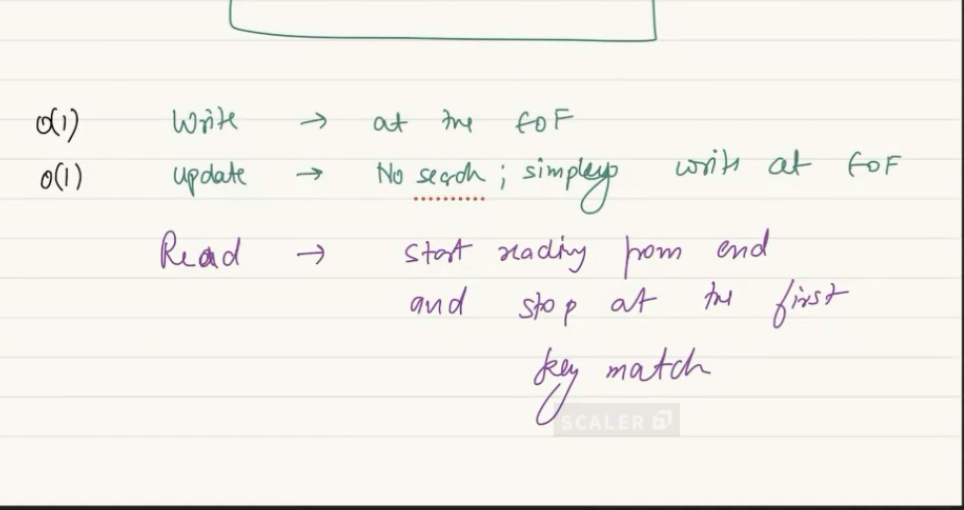 O(1) Write → at the EOF
O(1) Update → No search ; simply write at EOF
Read → start reading from end
and stop at the first
key match
SCALER